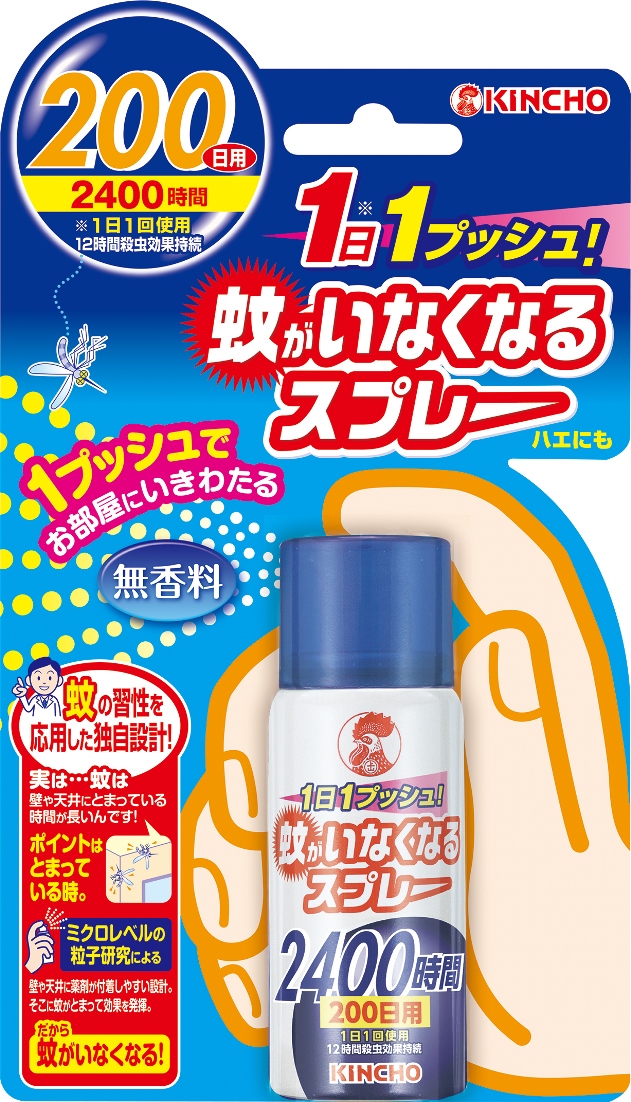 200日用
2400時間
※1日1回使用
12時間殺虫効果持続
KINCHO
1日※1プッシュ!
蚊がいなくなる
スプレー
ハエにも
1プッシュで
お部屋にいきわたる
無香料
蚊の習性を
応用した独自設計!
実は…蚊は
壁や天井にとまっている
時間が長いんです!
ポイントは
とまって
いる時。
ミクロレベルの
粒子研究による
壁や天井に薬剤が付着しやすい設計。
そこに蚊がとまって効果を発揮。
だから
蚊がいなくなる!
1日1プッシュ!
蚊がいなくなる
スプレー
2400時間
200日用
1日1回使用
12時間殺虫効果持続
KINCHO